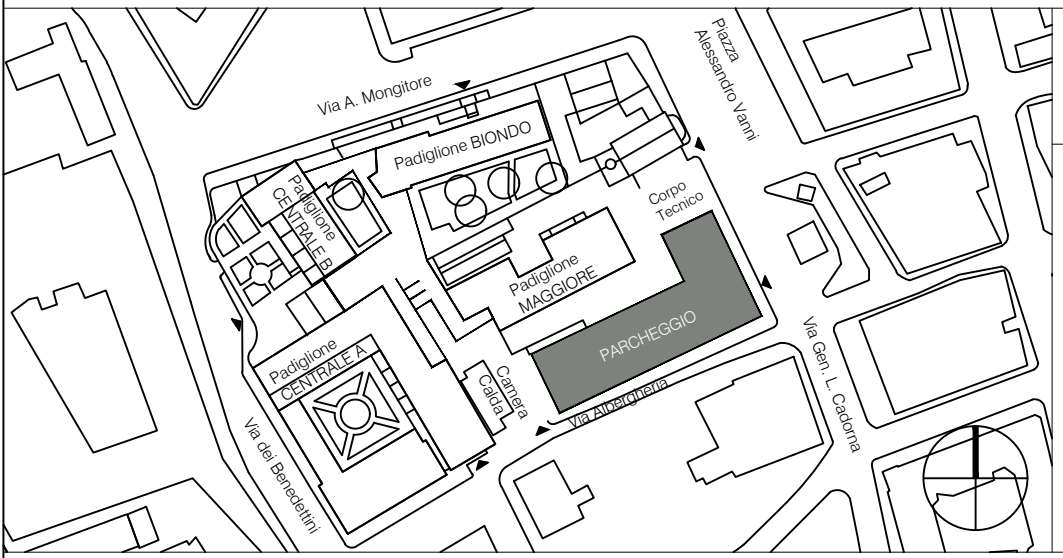 Piazza
Alessandro Vanni
Via A. Mongitore
Padiglione BIONDO
Padiglione
CENTRALE B
Corpo
Tecnico
Padiglione
MAGGIORE
PARCHEGGIO
Padiglione
CENTRALE A
Camera
Calda
Via Albergheria
Via Gen. L. Cadorna
Via dei Benedettini